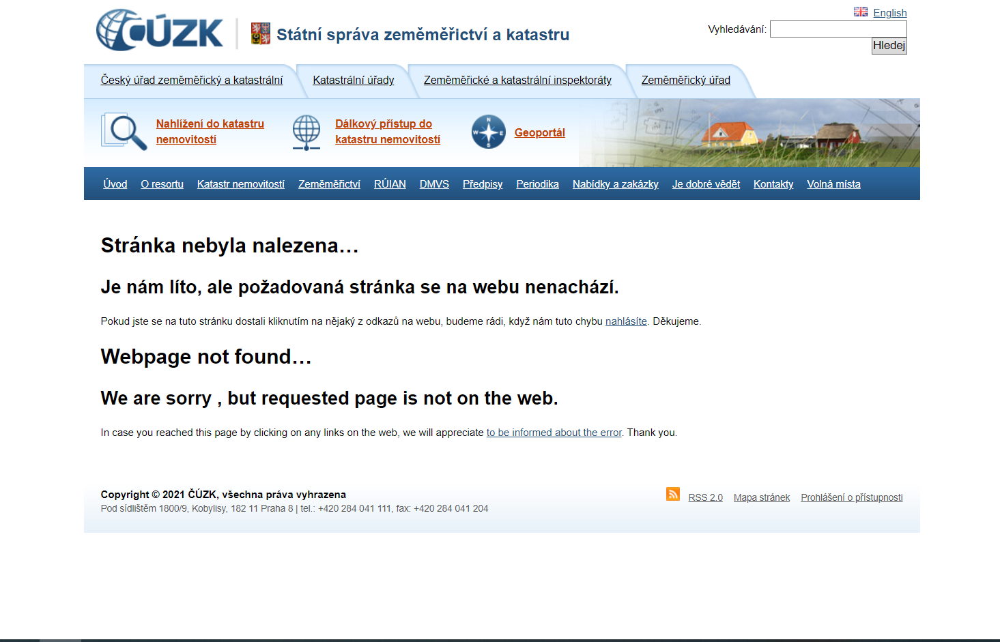 English
ČÚZK
Státní správa zeměměřictví a katastru
Vyhledávání:
Hledej
Český úřad zeměměřický a katastrální
Katastrální úřady
Zeměměřické a katastrální inspektoráty
Zeměměřický úřad
Nahlížení do katastru
nemovitostí
Dálkový přístup do
katastru nemovitostí
N
W E
S
Geoportál
Úvod O resortu Katastr nemovitostí Zeměměřictví RÚIAN DMVS Předpisy Periodika Nabídky a zakázky Je dobré vědět Kontakty Volná místa
Stránka nebyla nalezena…
Je nám líto, ale požadovaná stránka se na webu nenachází.
Pokud jste se na tuto stránku dostali kliknutím na nějaký z odkazů na webu, budeme rádi, když nám tuto chybu nahlásíte. Děkujeme.
Webpage not found…
We are sorry , but requested page is not on the web.
In case you reached this page by clicking on any links on the web, we will appreciate to be informed about the error. Thank you.
Copyright © 2021 ČÚZK, všechna práva vyhrazena
Pod sídlištěm 1800/9, Kobylisy, 182 11 Praha 8 | tel.: +420 284 041 111, fax: +420 284 041 204
RSS 2.0 Mapa stránek Prohlášení o přístupnosti